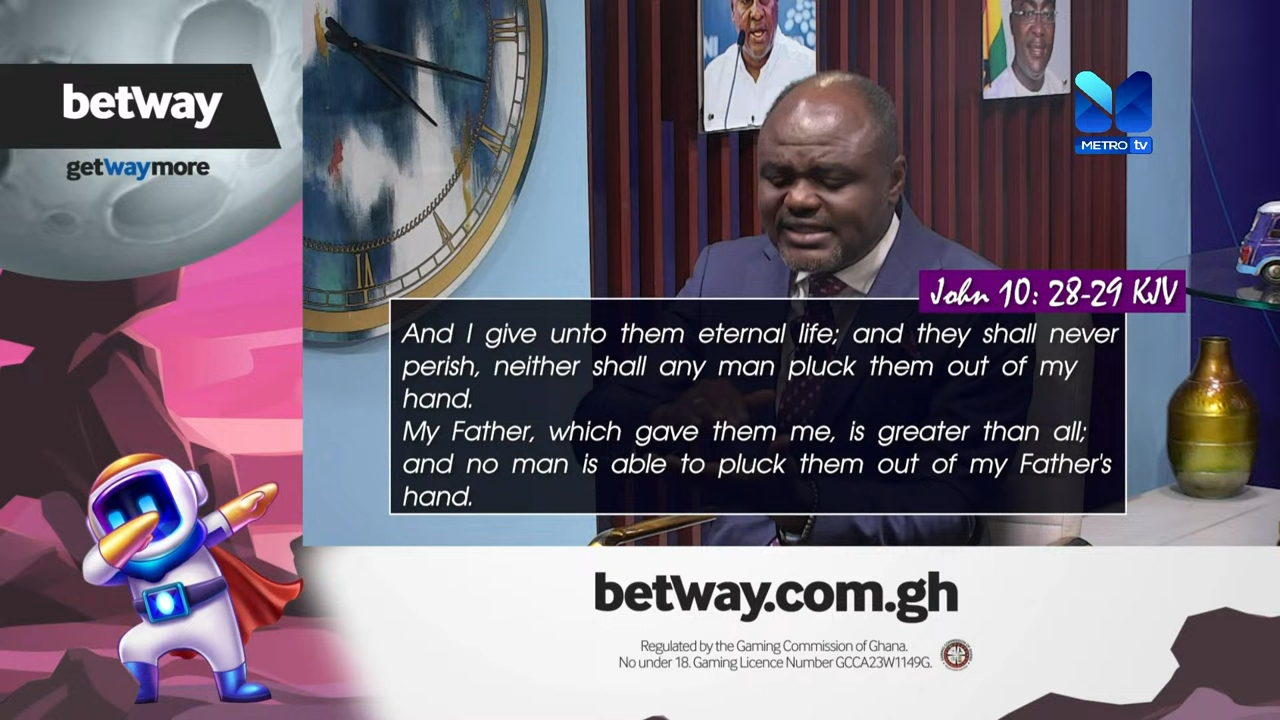 betway
getwaymore
METRO tv
John 10: 28-29 KJV
And I give unto them eternal life; and they shall never
perish, neither shall any man pluck them out of my
hand.
My Father, which gave them me, is greater than all;
and no man is able to pluck them out of my Father's
hand.
betway.com.gh
Regulated by the Gaming Commission of Ghana.
No under 18. Gaming Licence Number GCCA23W1149G.